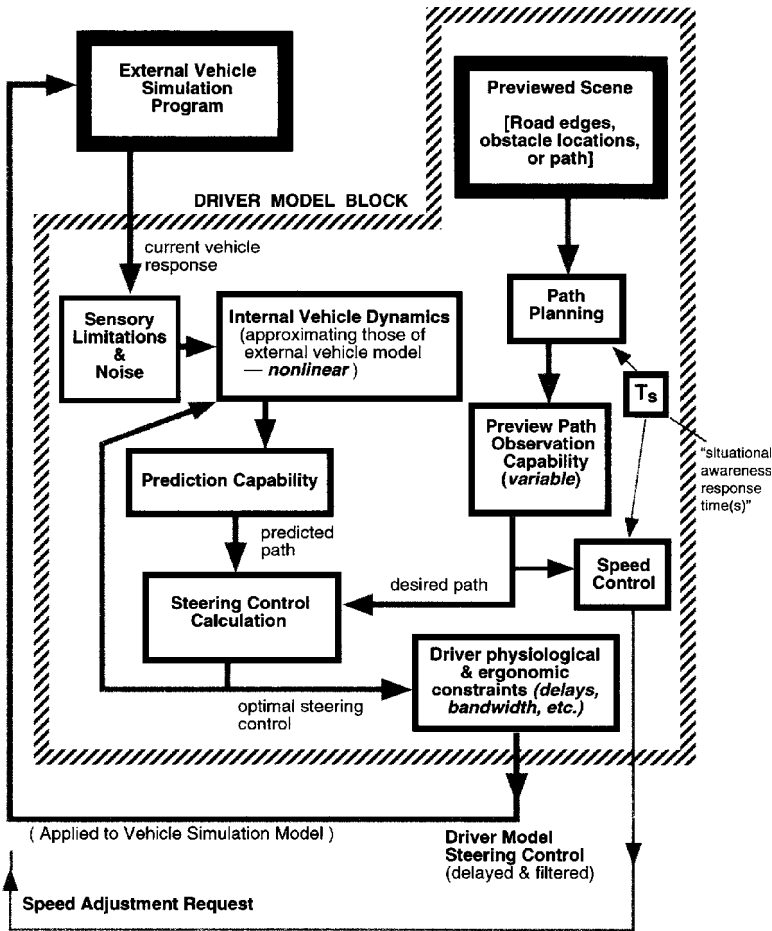 External Vehicle
Simulation
Program
Previewed Scene
[Road edges,
obstacle locations,
or path]
DRIVER MODEL BLOCK
current vehicle
response
Sensory
Limitations
&
Noise
Internal Vehicle Dynamics
(approximating those of
external vehicle model
— nonlinear )
Path
Planning
Ts
Preview Path
Observation
Capability
(variable)
"situational
awareness
response
time(s)"
Prediction Capability
predicted
path
Speed
Control
desired path
Steering Control
Calculation
Driver physiological
& ergonomic
constraints (delays,
bandwidth, etc.)
optimal steering
control
( Applied to Vehicle Simulation Model )
Driver Model
Steering Control
(delayed & filtered)
Speed Adjustment Request